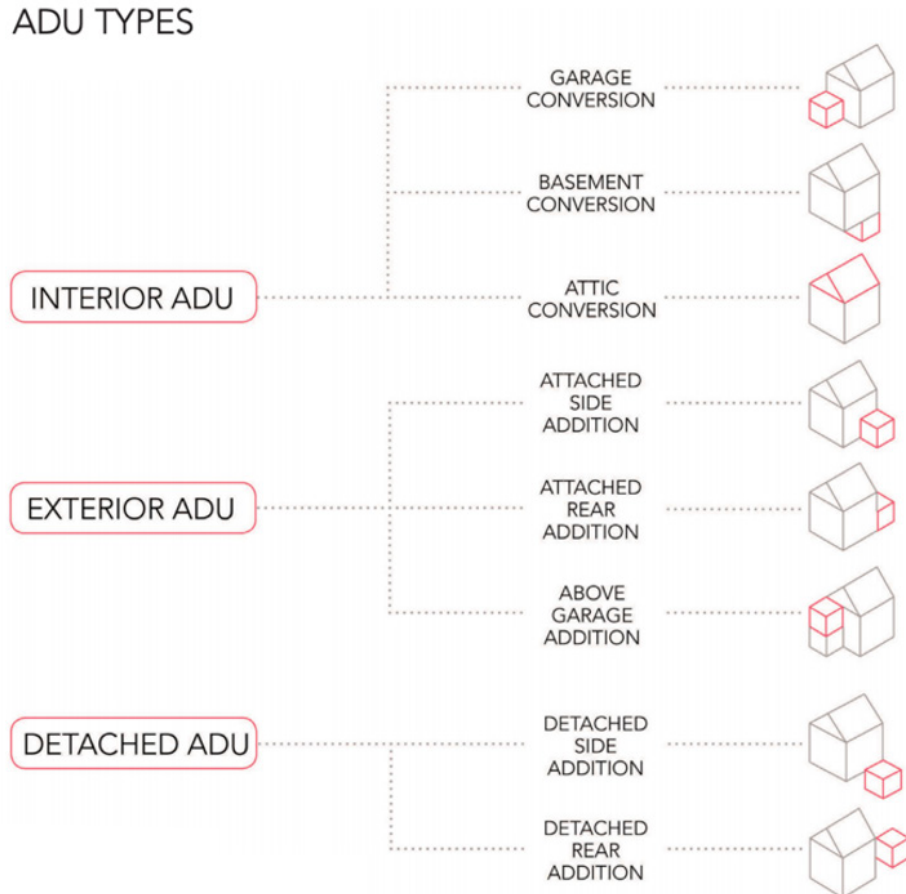 ADU TYPES
GARAGE
CONVERSION
BASEMENT
CONVERSION
INTERIOR ADU
ATTIC
CONVERSION
ATTACHED
SIDE
ADDITION
EXTERIOR ADU
ATTACHED
REAR
ADDITION
ABOVE
GARAGE
ADDITION
DETACHED ADU
DETACHED
SIDE
ADDITION
DETACHED
REAR
ADDITION